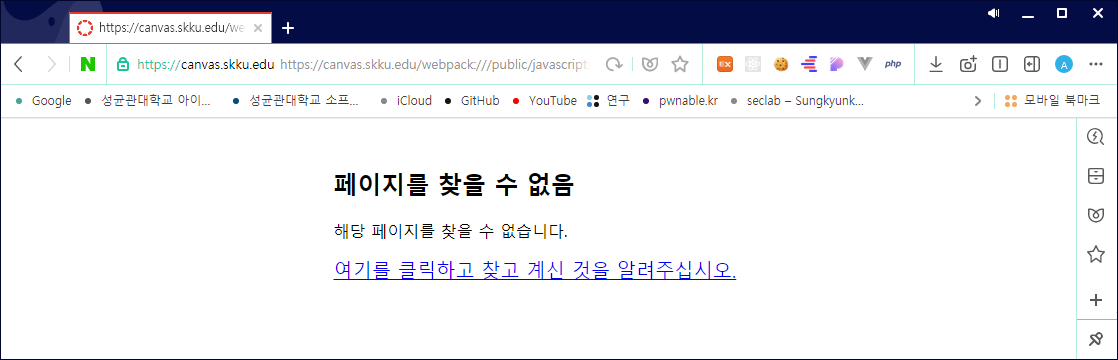 https://canvas.skku.edu/we
N https://canvas.skku.edu https://canvas.skku.edu/webpack:///public/javascript EX php A
Google 성균관대학교 아이... 성균관대학교 소프... iCloud GitHub YouTube 연구 pwnable.kr seclab – Sungkyunk... 모바일 북마크
페이지를 찾을 수 없음
해당 페이지를 찾을 수 없습니다.
여기를 클릭하고 찾고 계신 것을 알려주십시오.